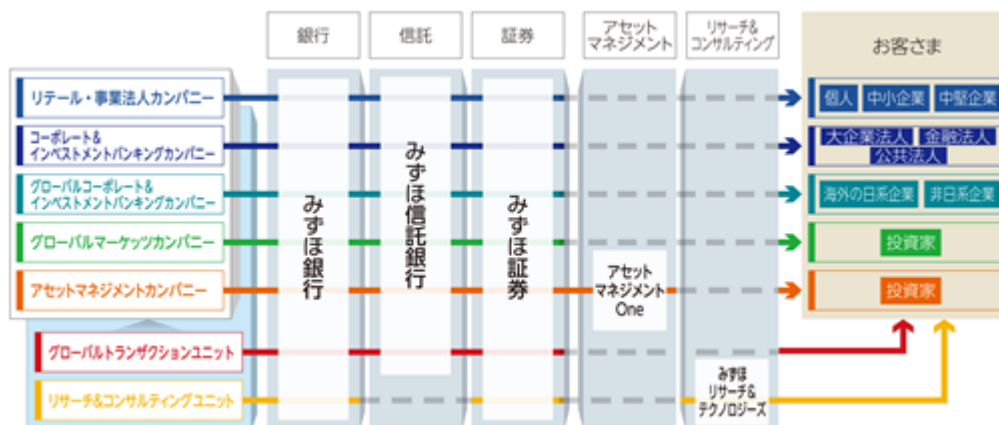 銀行
信託
証券
アセット
マネジメント
リサーチ&
コンサルティング
お客さま
リテール・事業法人カンパニー
個人 中小企業 中堅企業
コーポレート&
インベストメントバンキングカンパニー
大企業法人 金融法人
公共法人
グローバルコーポレート&
インベストメントバンキングカンパニー
海外の日系企業 非日系企業
グローバルマーケッツカンパニー
投資家
アセットマネジメントカンパニー
投資家
グローバルトランザクションユニット
リサーチ&コンサルティングユニット
みずほ銀行
みずほ信託銀行
みずほ証券
アセット
マネジメント
One
みずほ
リサーチ&
テクノロジーズ